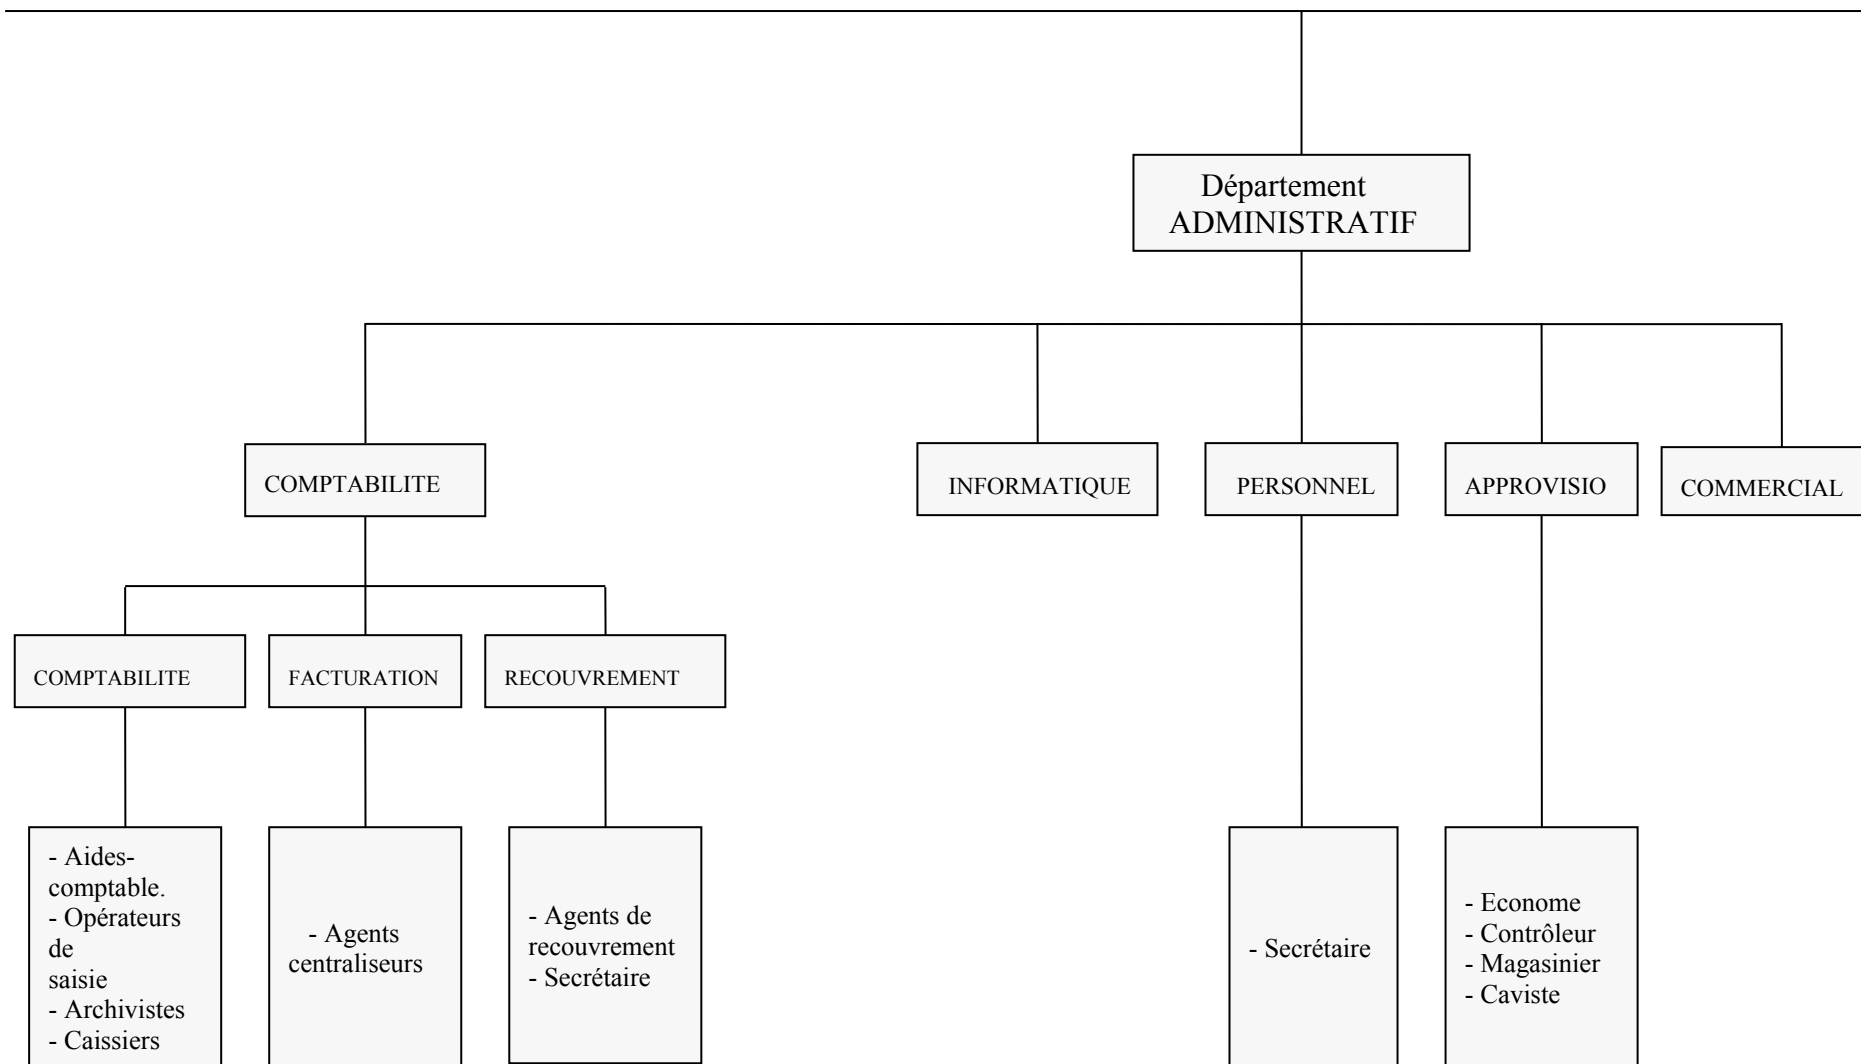 Département
ADMINISTRATIF
COMPTABILITE
INFORMATIQUE
PERSONNEL
APPROVISIO
COMMERCIAL
COMPTABILITE
FACTURATION
RECOUVREMENT
- Aides-
comptable.
- Opérateurs
de
saisie
- Archivistes
- Caissiers
- Agents
centraliseurs
- Agents de
recouvrement
- Secrétaire
- Secrétaire
- Econome
- Contrôleur
- Magasinier
- Caviste